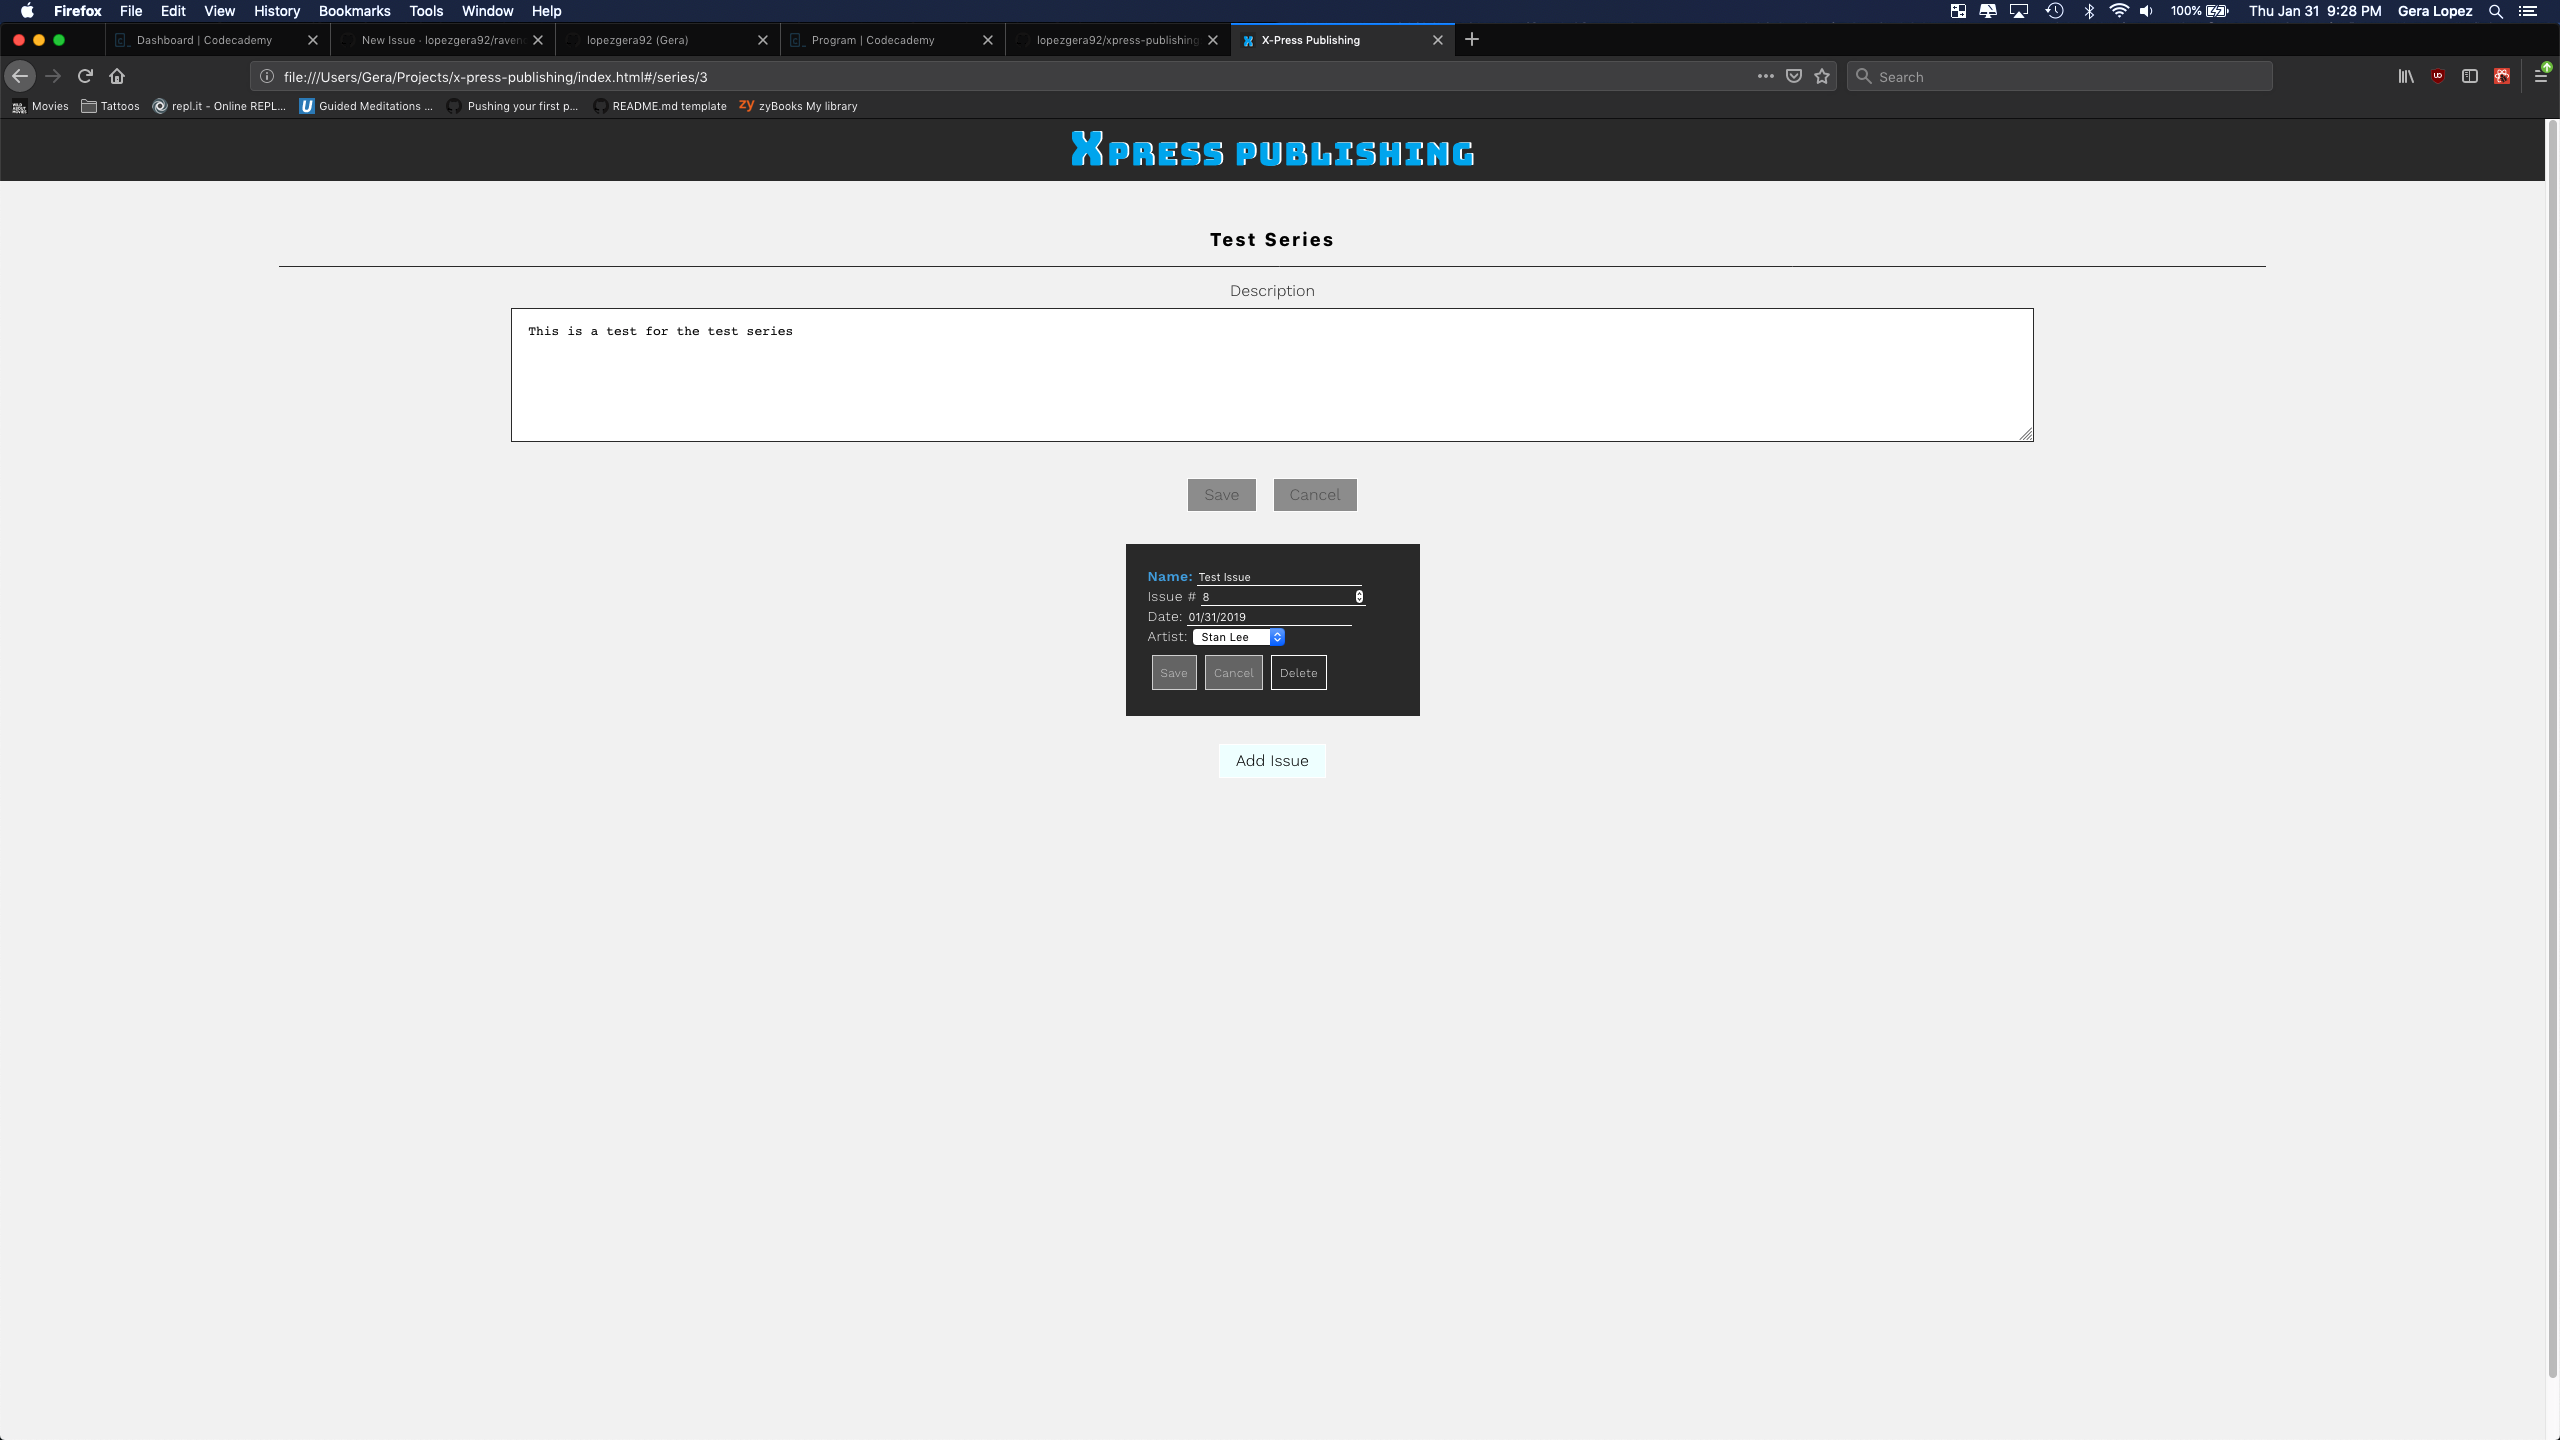 Firefox File Edit View History Bookmarks Tools Window Help 100% Thu Jan 31 9:28 PM Gera Lopez
Dashboard | Codecademy New Issue · lopezgera92/raven lopezgera92 (Gera) Program | Codecademy lopezgera92/xpress-publishing X-Press Publishing
file:///Users/Gera/Projects/x-press-publishing/index.html#/series/3 Search
Movies Tattoos repl.it - Online REPL... Guided Meditations ... Pushing your first p... README.md template zy zyBooks My library
XPRESS PUBLISHING
Test Series
Description
This is a test for the test series
Save Cancel
Name: Test Issue
Issue # 8
Date: 01/31/2019
Artist: Stan Lee
Save Cancel Delete
Add Issue